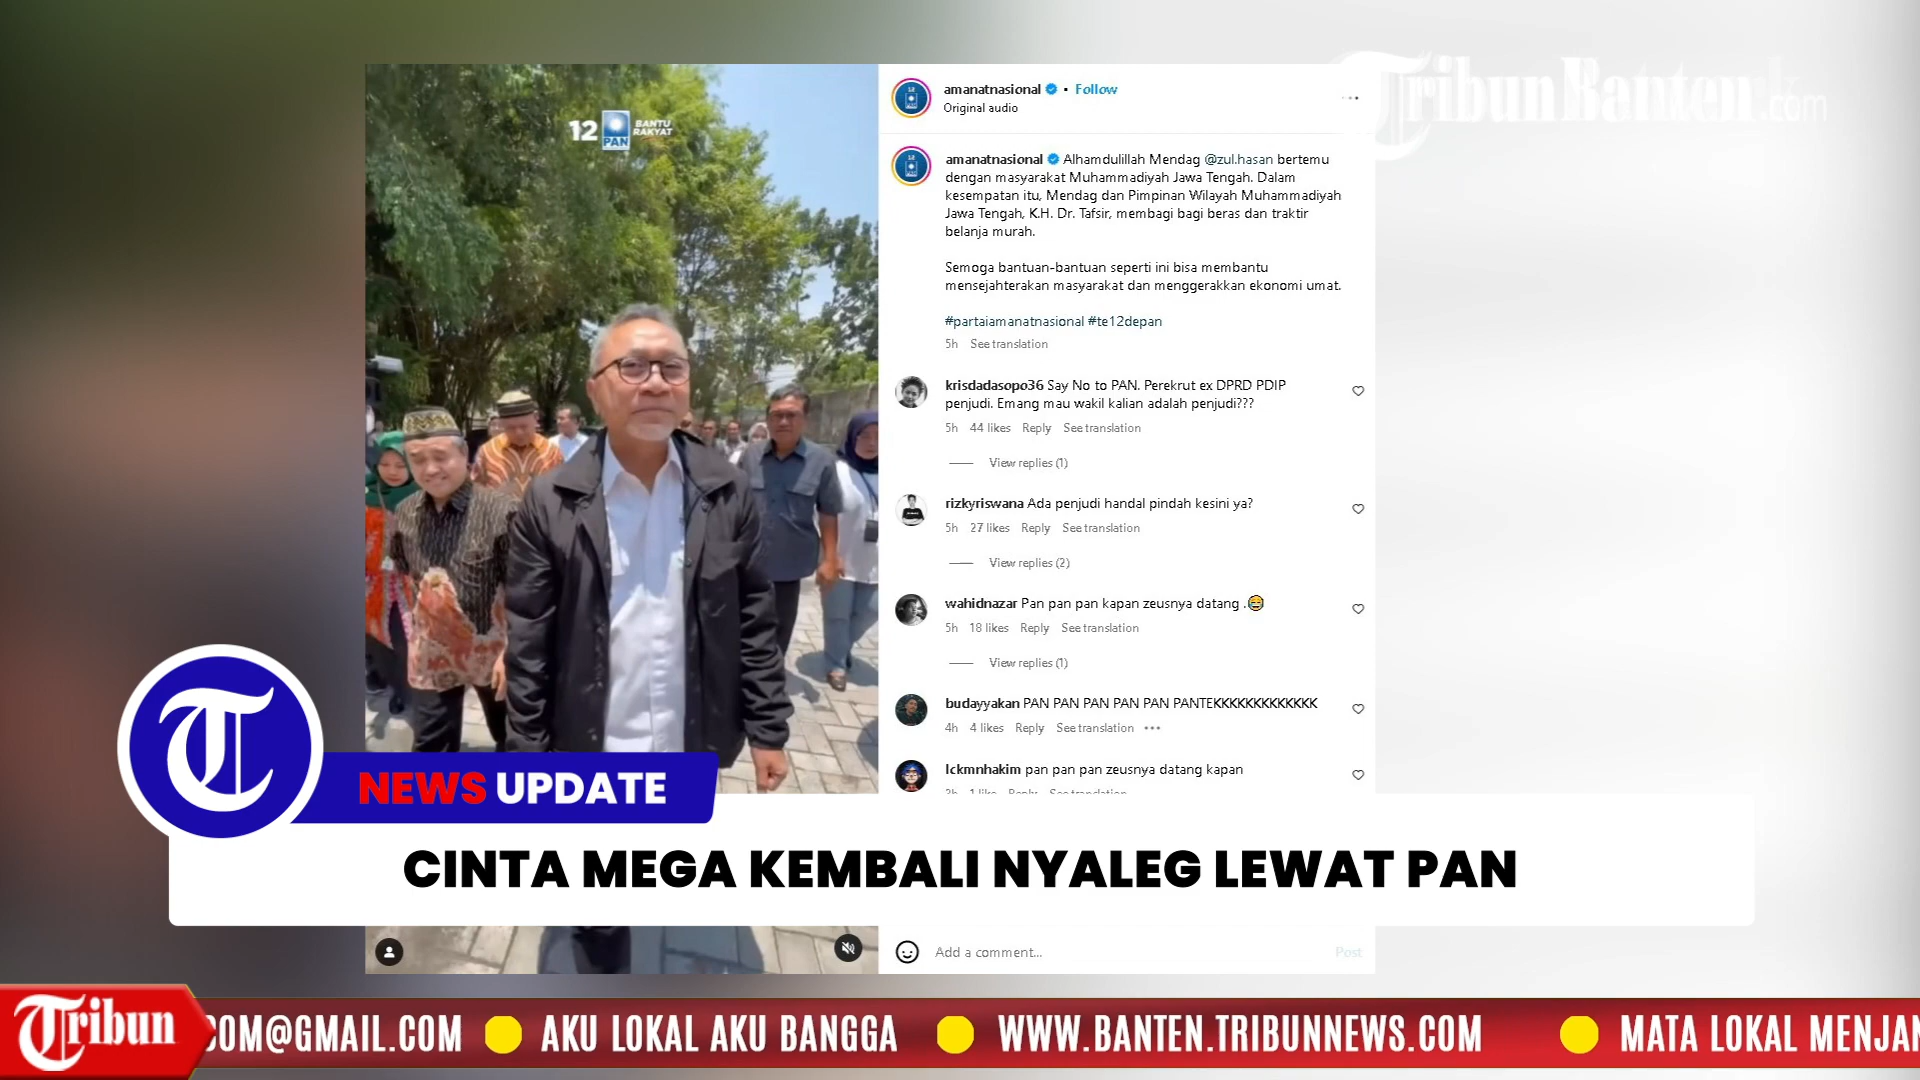 TribunBanten.com
12 PAN BANTU RAKYAT
amanatnasional • Follow
Original audio
amanatnasional Alhamdulillah Mendag @zul.hasan bertemu
dengan masyarakat Muhammadiyah Jawa Tengah. Dalam
kesempatan itu, Mendag dan Pimpinan Wilayah Muhammadiyah
Jawa Tengah, K.H. Dr. Tafsir, membagi bagi beras dan traktir
belanja murah.
Semoga bantuan-bantuan seperti ini bisa membantu
mensejahterakan masyarakat dan menggerakkan ekonomi umat.
#partaiamanatnasional #te12depan
5h See translation
krisdadasopo36 Say No to PAN. Perekrut ex DPRD PDIP
penjudi. Emang mau wakil kalian adalah penjudi???
5h 44 likes Reply See translation
View replies (1)
rizkyriswana Ada penjudi handal pindah kesini ya?
5h 27 likes Reply See translation
View replies (2)
wahidnazar Pan pan pan kapan zeusnya datang .😂
5h 18 likes Reply See translation
View replies (1)
budayyakan PAN PAN PAN PAN PAN PANTEKKKKKKKKKKKKK
4h 4 likes Reply See translation •••
lckmnhakim pan pan pan zeusnya datang kapan
3h 1 like Reply See translation
NEWS UPDATE
CINTA MEGA KEMBALI NYALEG LEWAT PAN
Add a comment... Post
Tribun COM@GMAIL.COM AKU LOKAL AKU BANGGA WWW.BANTEN.TRIBUNNEWS.COM MATA LOKAL MENJAN